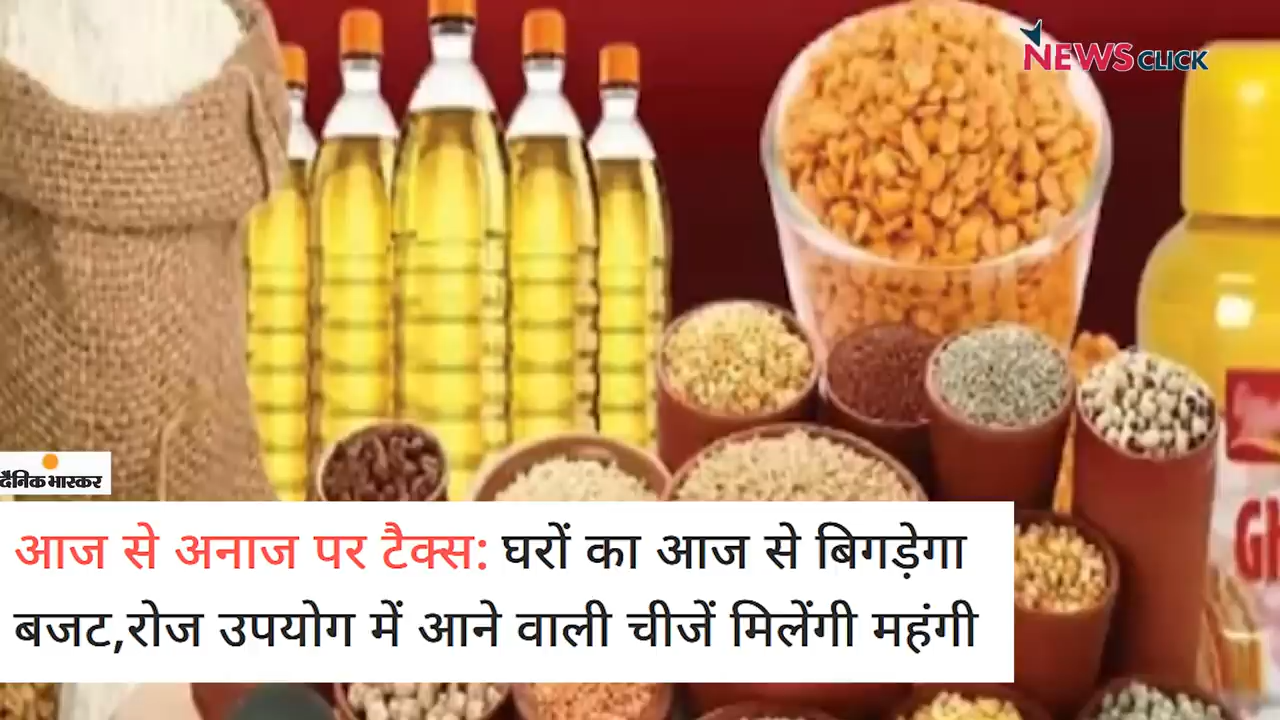 NEWSCLICK
दैनिक भास्कर
आज से अनाज पर टैक्स: घरों का आज से बिगड़ेगा
बजट,रोज उपयोग में आने वाली चीजें मिलेंगी महंगी